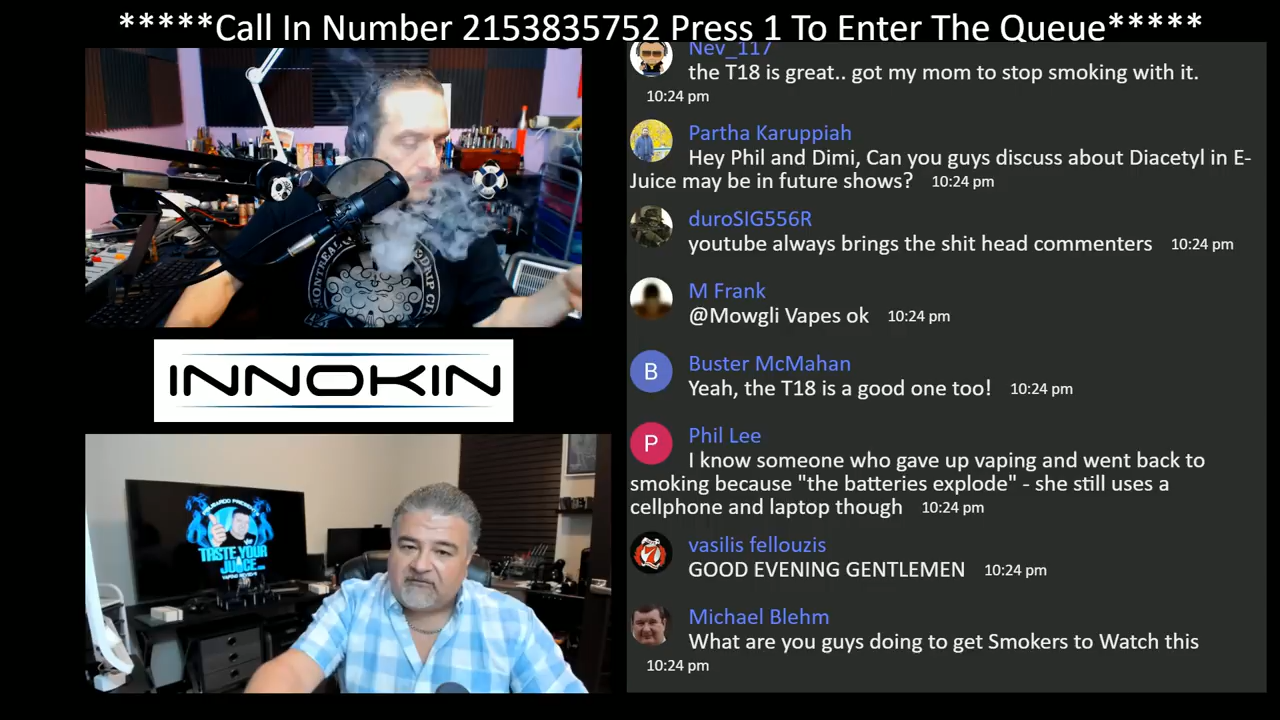 *****Call In Number 2153835752 Press 1 To Enter The Queue*****
Nev_117
the T18 is great.. got my mom to stop smoking with it.
10:24 pm
Partha Karuppiah
Hey Phil and Dimi, Can you guys discuss about Diacetyl in E-
Juice may be in future shows? 10:24 pm
duroSIG556R
youtube always brings the shit head commenters 10:24 pm
M Frank
@Mowgli Vapes ok 10:24 pm
B
Buster McMahan
Yeah, the T18 is a good one too! 10:24 pm
P
Phil Lee
I know someone who gave up vaping and went back to
smoking because "the batteries explode" - she still uses a
cellphone and laptop though 10:24 pm
vasilis fellouzis
GOOD EVENING GENTLEMEN 10:24 pm
Michael Blehm
What are you guys doing to get Smokers to Watch this
10:24 pm
MONTREAL
DRIP
INNOKIN
TASTE YOUR
JUICE